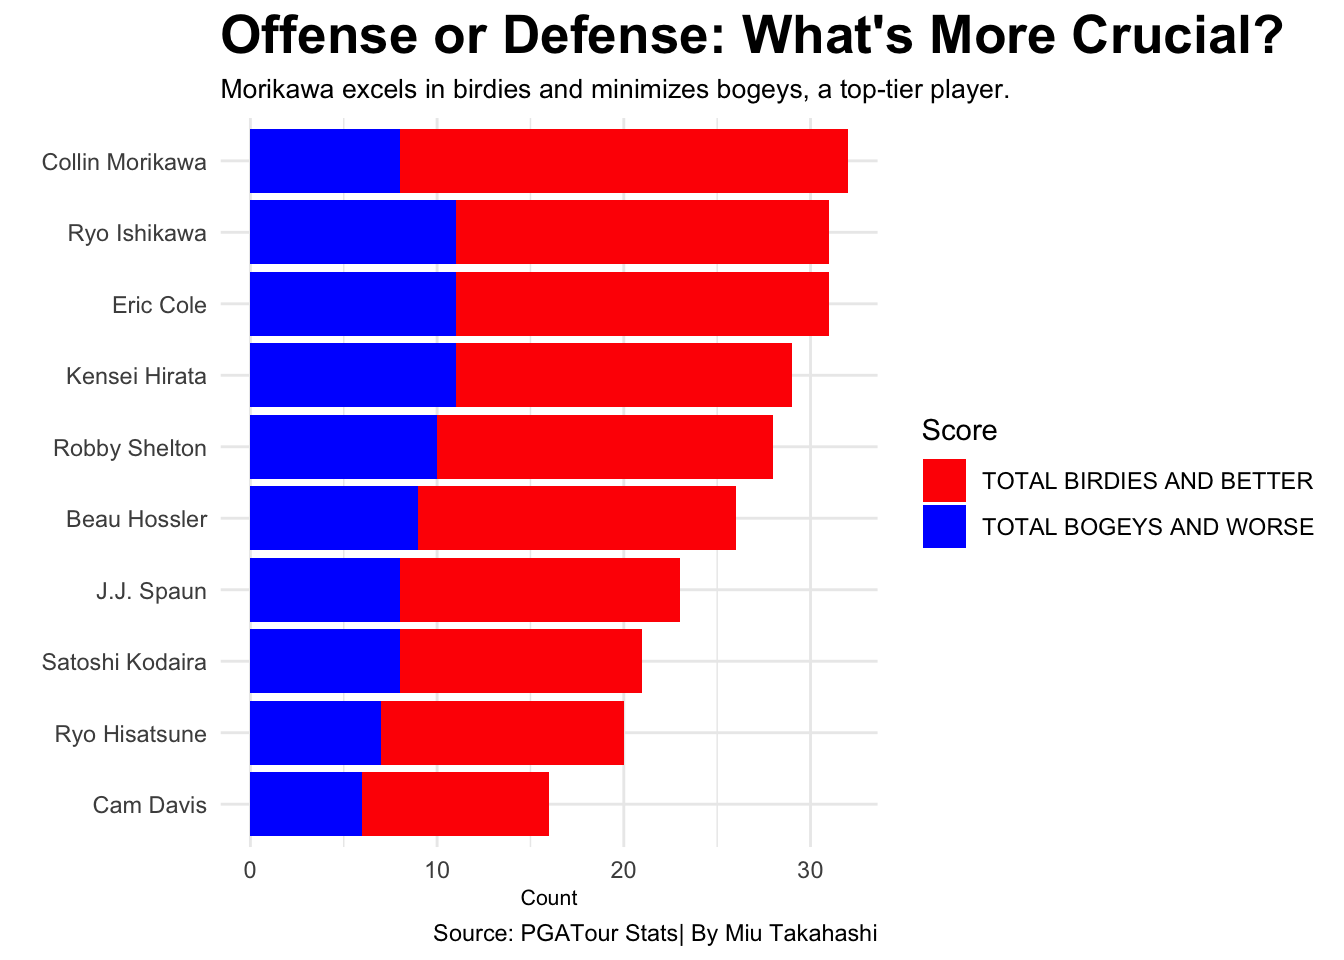 Offense or Defense: What's More Crucial?
Morikawa excels in birdies and minimizes bogeys, a top-tier player.
Collin Morikawa
Ryo Ishikawa
Eric Cole
Kensei Hirata
Robby Shelton
Beau Hossler
J.J. Spaun
Satoshi Kodaira
Ryo Hisatsune
Cam Davis
0 10 20 30
Count
Score
TOTAL BIRDIES AND BETTER
TOTAL BOGEYS AND WORSE
Source: PGATour Stats| By Miu Takahashi